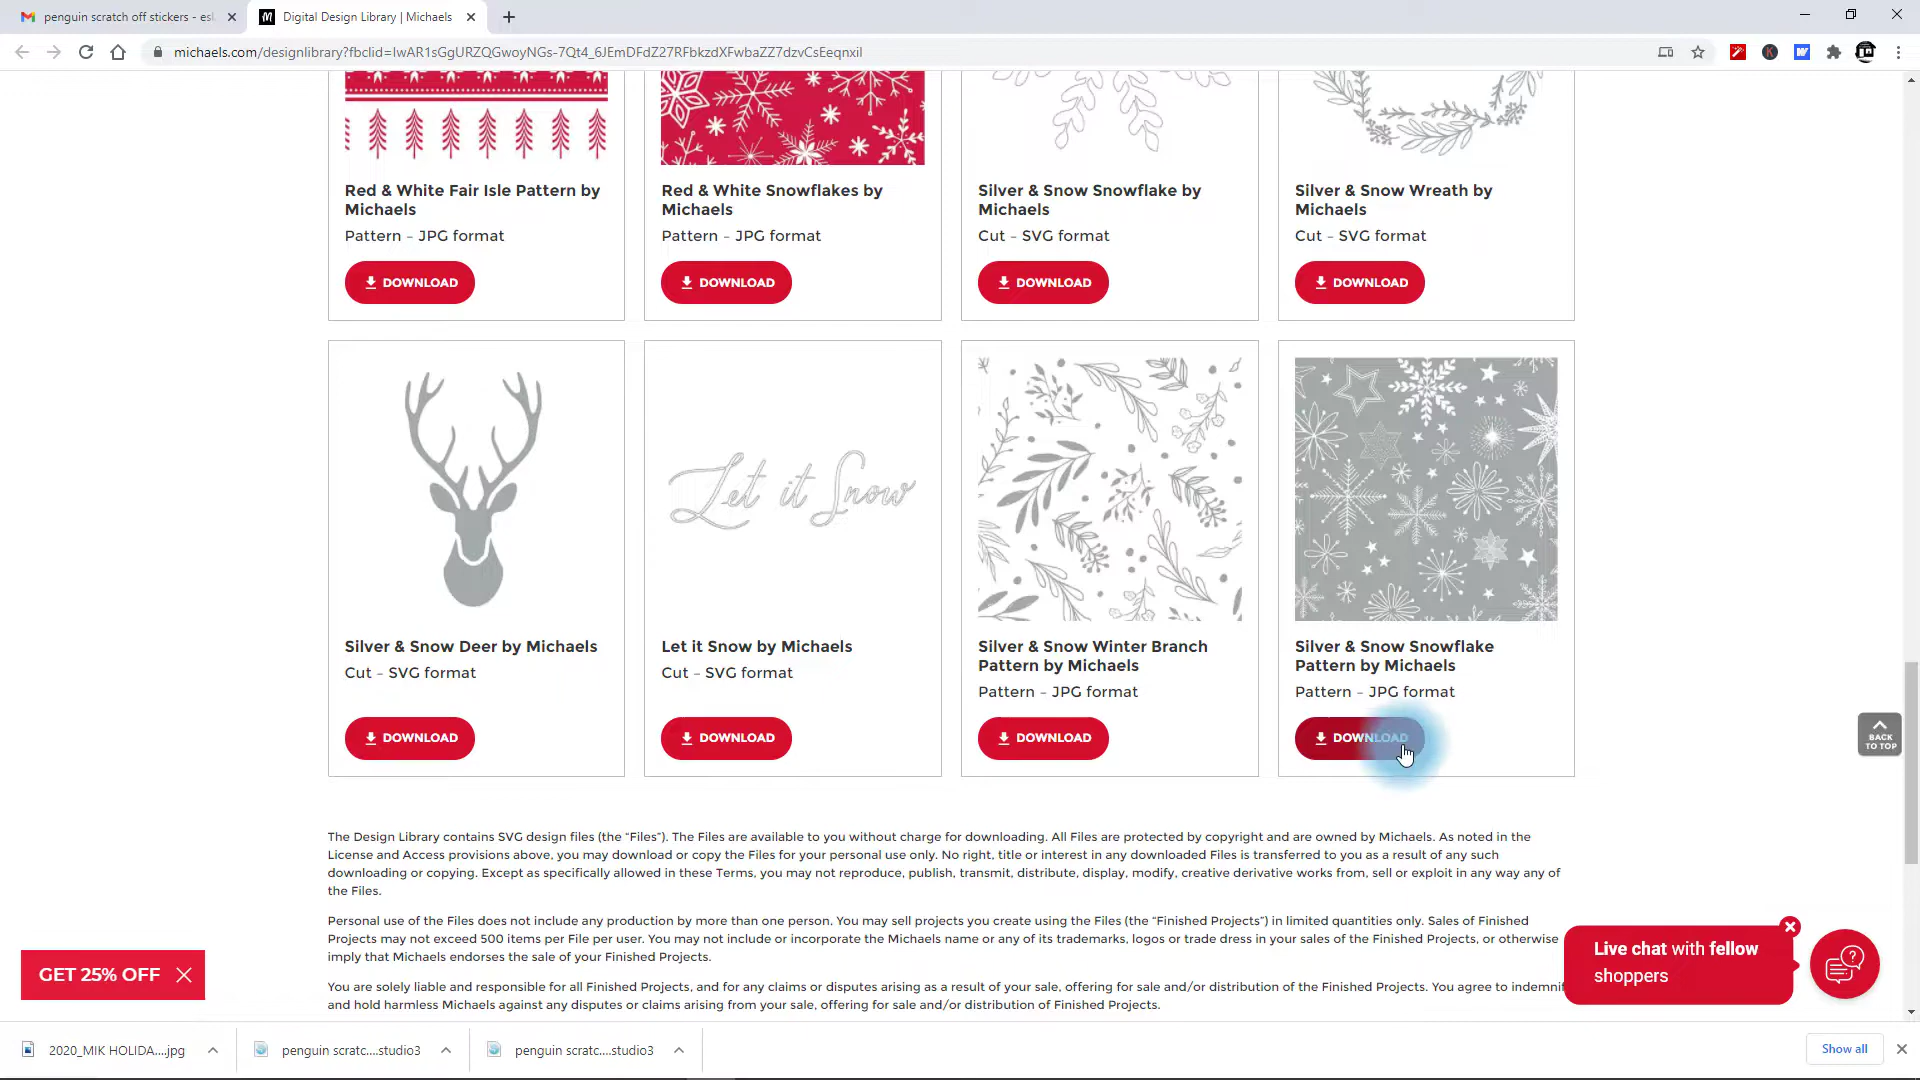 penguin scratch off stickers - esl
Digital Design Library | Michaels
michaels.com/designlibrary?fbclid=IwAR1sGgURZQGwoyNGs-7Qt4_6JEmDFdZ27RFbkzdXFwbaZZ7dzvCsEeqnxiI
Red & White Fair Isle Pattern by
Michaels
Pattern - JPG format
DOWNLOAD
Red & White Snowflakes by
Michaels
Pattern - JPG format
DOWNLOAD
Silver & Snow Snowflake by
Michaels
Cut - SVG format
DOWNLOAD
Silver & Snow Wreath by
Michaels
Cut - SVG format
DOWNLOAD
Silver & Snow Deer by Michaels
Cut - SVG format
DOWNLOAD
Let it Snow
Let it Snow by Michaels
Cut - SVG format
DOWNLOAD
Silver & Snow Winter Branch
Pattern by Michaels
Pattern - JPG format
DOWNLOAD
Silver & Snow Snowflake
Pattern by Michaels
Pattern - JPG format
DOWNLOAD
BACK
TO TOP
The Design Library contains SVG design files (the “Files”). The Files are available to you without charge for downloading. All Files are protected by copyright and are owned by Michaels. As noted in the
License and Access provisions above, you may download or copy the Files for your personal use only. No right, title or interest in any downloaded Files is transferred to you as a result of any such
downloading or copying. Except as specifically allowed in these Terms, you may not reproduce, publish, transmit, distribute, display, modify, creative derivative works from, sell or exploit in any way any of
the Files.
Personal use of the Files does not include any production by more than one person. You may sell projects you create using the Files (the “Finished Projects”) in limited quantities only. Sales of Finished
Projects may not exceed 500 items per File per user. You may not include or incorporate the Michaels name or any of its trademarks, logos or trade dress in your sales of the Finished Projects, or otherwise
imply that Michaels endorses the sale of your Finished Projects.
You are solely liable and responsible for all Finished Projects, and for any claims or disputes arising as a result of your sale, offering for sale and/or distribution of the Finished Projects. You agree to indemnif
and hold harmless Michaels against any disputes or claims arising from your sale, offering for sale and/or distribution of Finished Projects.
GET 25% OFF
Live chat with fellow
shoppers
2020_MIK HOLIDA....jpg
penguin scratc....studio3
penguin scratc....studio3
Show all